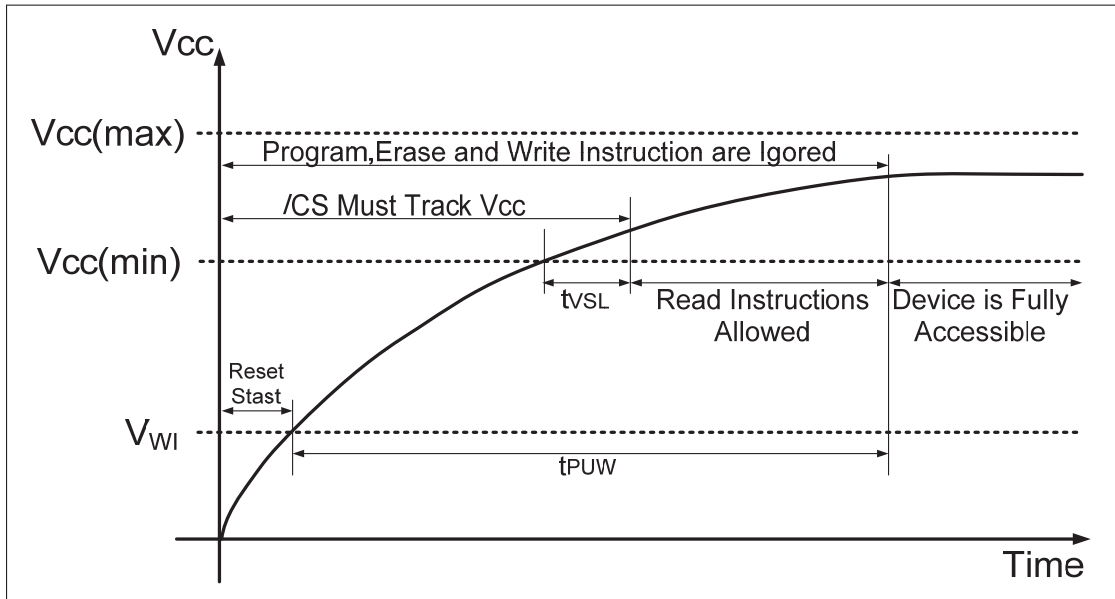 Vcc
Vcc(max)
Program,Erase and Write Instruction are Igored
/CS Must Track Vcc
Vcc(min)
tVSL
Read Instructions
Allowed
Device is Fully
Accessible
Reset
Stast
VWI
tPUW
Time